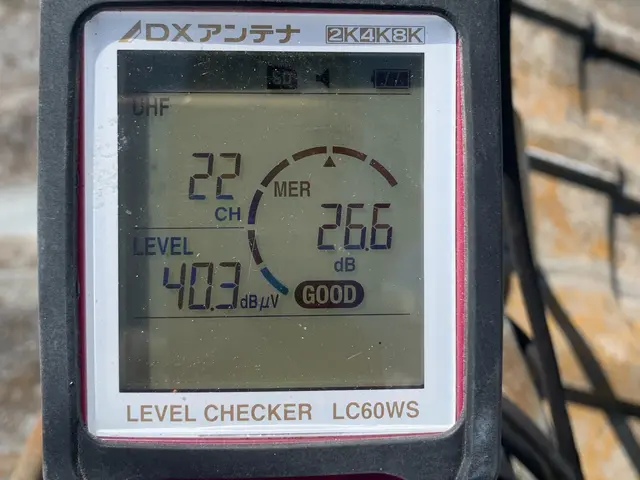 DXアンテナ 2K4K8K
SD
UHF
22
CH
MER
26.6
dB
LEVEL
40.3 dBμV
GOOD
LEVEL CHECKER LC60WS